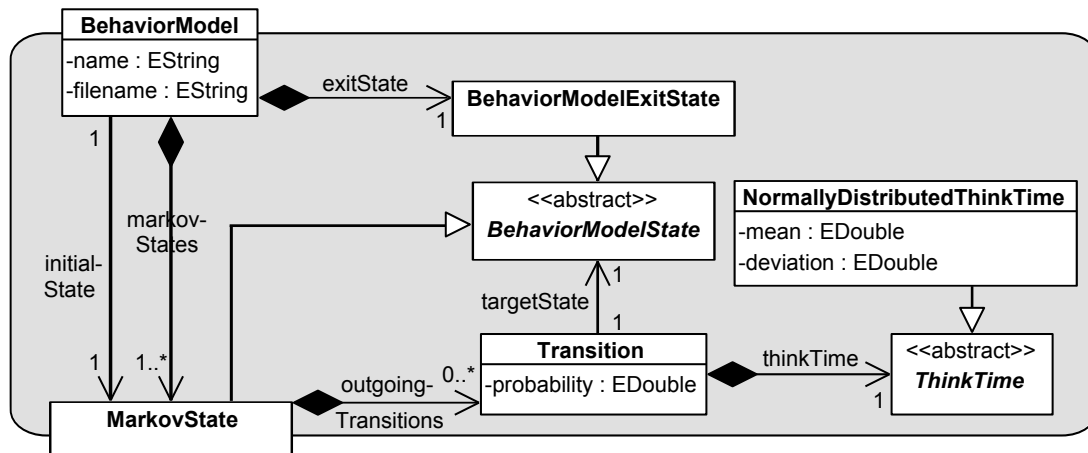 BehaviorModel
-name : EString
-filename : EString
exitState
1
BehaviorModelExitState
1
markov-
States
initial-
State
<<abstract>>
BehaviorModelState
NormallyDistributedThinkTime
-mean : EDouble
-deviation : EDouble
1
targetState
1
1
1..*
MarkovState
outgoing-
Transitions
0..*
Transition
-probability : EDouble
thinkTime
1
<<abstract>>
ThinkTime